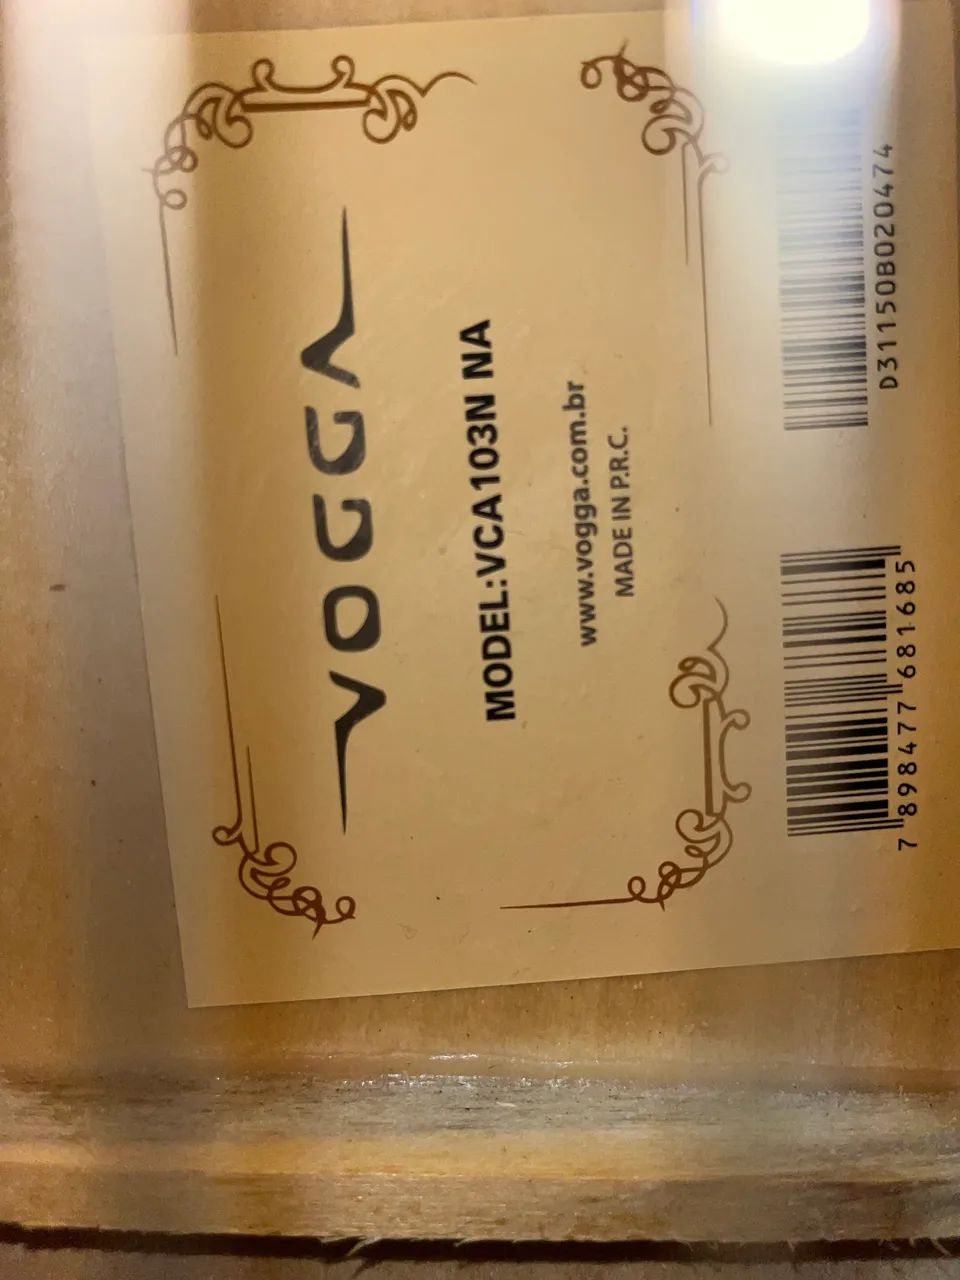 VOGGA
MODEL:VCA103N NA
www.vogga.com.br
MADE IN P.R.C.
7 898477 681685
D31150B020474